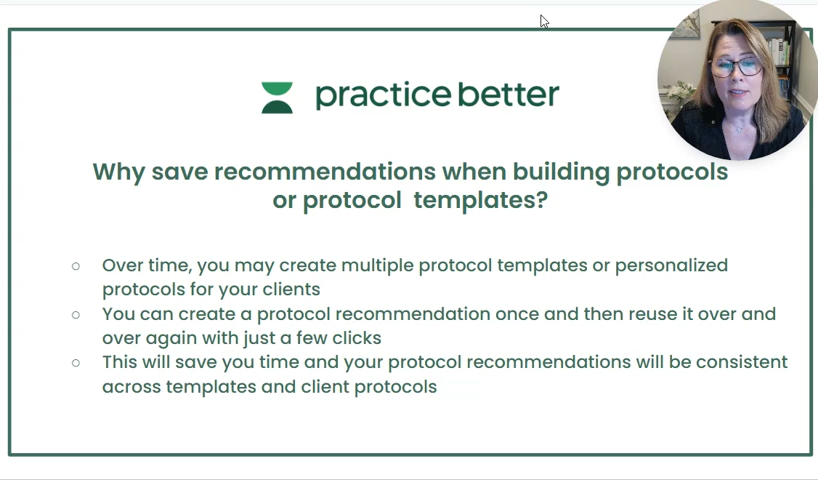 practice better
Why save recommendations when building protocols
or protocol templates?
○ Over time, you may create multiple protocol templates or personalized
protocols for your clients
○ You can create a protocol recommendation once and then reuse it over and
over again with just a few clicks
○ This will save you time and your protocol recommendations will be consistent
across templates and client protocols